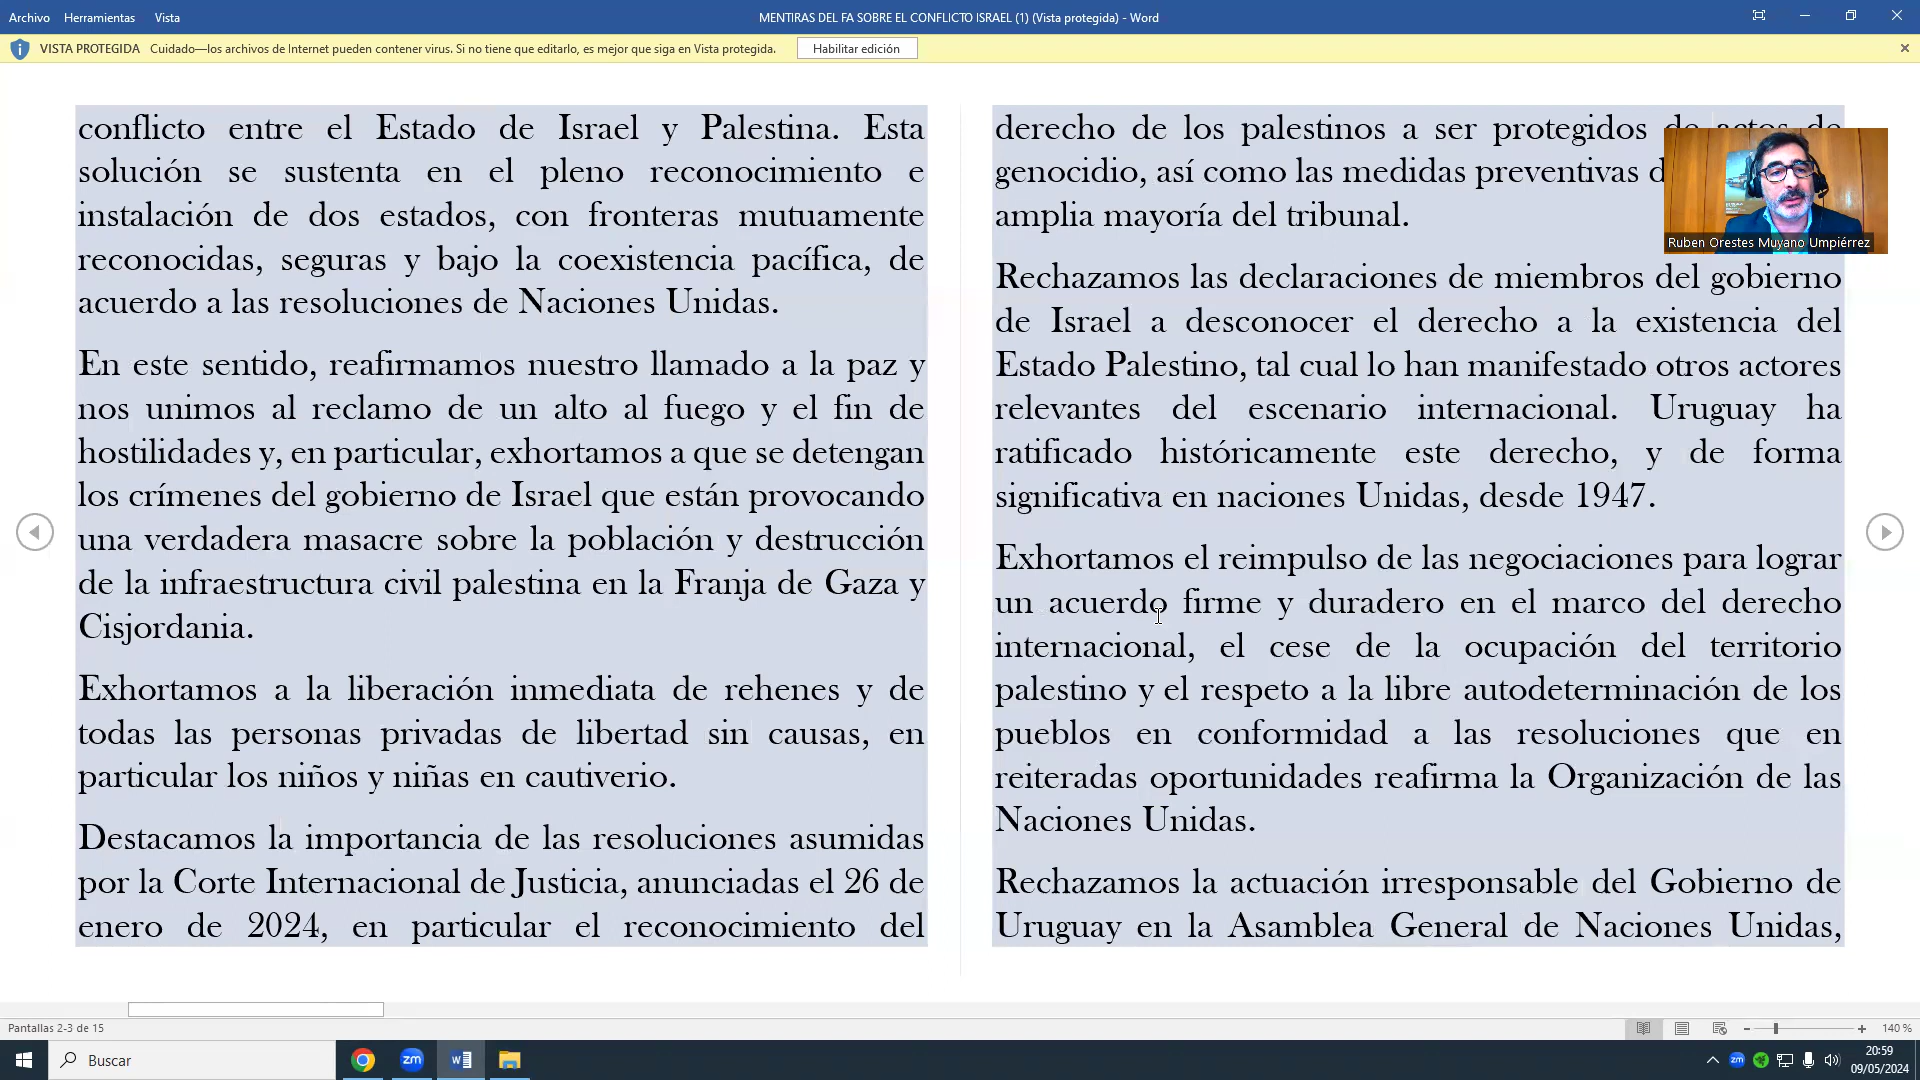 Archivo Herramientas Vista
MENTIRAS DEL FA SOBRE EL CONFLICTO ISRAEL (1) (Vista protegida) - Word
VISTA PROTEGIDA Cuidado—los archivos de Internet pueden contener virus. Si no tiene que editarlo, es mejor que siga en Vista protegida. Habilitar edición
conflicto entre el Estado de Israel y Palestina. Esta
solución se sustenta en el pleno reconocimiento e
instalación de dos estados, con fronteras mutuamente
reconocidas, seguras y bajo la coexistencia pacífica, de
acuerdo a las resoluciones de Naciones Unidas.
En este sentido, reafirmamos nuestro llamado a la paz y
nos unimos al reclamo de un alto al fuego y el fin de
hostilidades y, en particular, exhortamos a que se detengan
los crímenes del gobierno de Israel que están provocando
una verdadera masacre sobre la población y destrucción
de la infraestructura civil palestina en la Franja de Gaza y
Cisjordania.
Exhortamos a la liberación inmediata de rehenes y de
todas las personas privadas de libertad sin causas, en
particular los niños y niñas en cautiverio.
Destacamos la importancia de las resoluciones asumidas
por la Corte Internacional de Justicia, anunciadas el 26 de
enero de 2024, en particular el reconocimiento del
derecho de los palestinos a ser protegidos de actos de
genocidio, así como las medidas preventivas
amplia mayoría del tribunal.
Ruben Orestes Muyano Umpiérrez
Rechazamos las declaraciones de miembros del gobierno
de Israel a desconocer el derecho a la existencia del
Estado Palestino, tal cual lo han manifestado otros actores
relevantes del escenario internacional. Uruguay ha
ratificado históricamente este derecho, y de forma
significativa en naciones Unidas, desde 1947.
Exhortamos el reimpulso de las negociaciones para lograr
un acuerdo firme y duradero en el marco del derecho
internacional, el cese de la ocupación del territorio
palestino y el respeto a la libre autodeterminación de los
pueblos en conformidad a las resoluciones que en
reiteradas oportunidades reafirma la Organización de las
Naciones Unidas.
Rechazamos la actuación irresponsable del Gobierno de
Uruguay en la Asamblea General de Naciones Unidas,
Pantallas 2-3 de 15
140 %
Buscar
zm
zm
20:59
09/05/2024